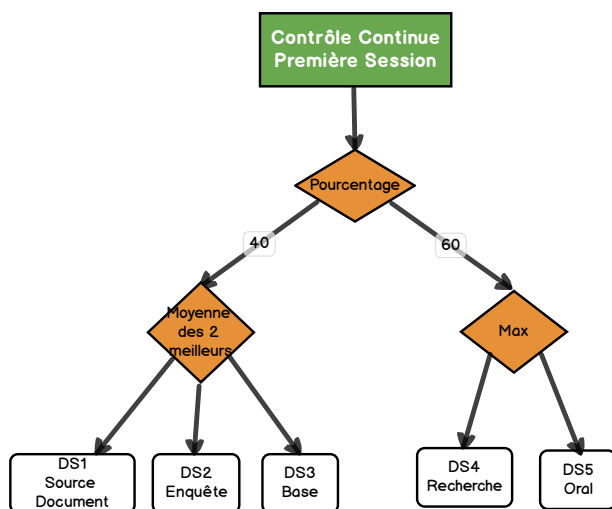 Contrôle Continue
Première Session
Pourcentage
40
60
Moyenne
des 2
meilleurs
Max
DS1
Source
Document
DS2
Enquête
DS3
Base
DS4
Recherche
DS5
Oral